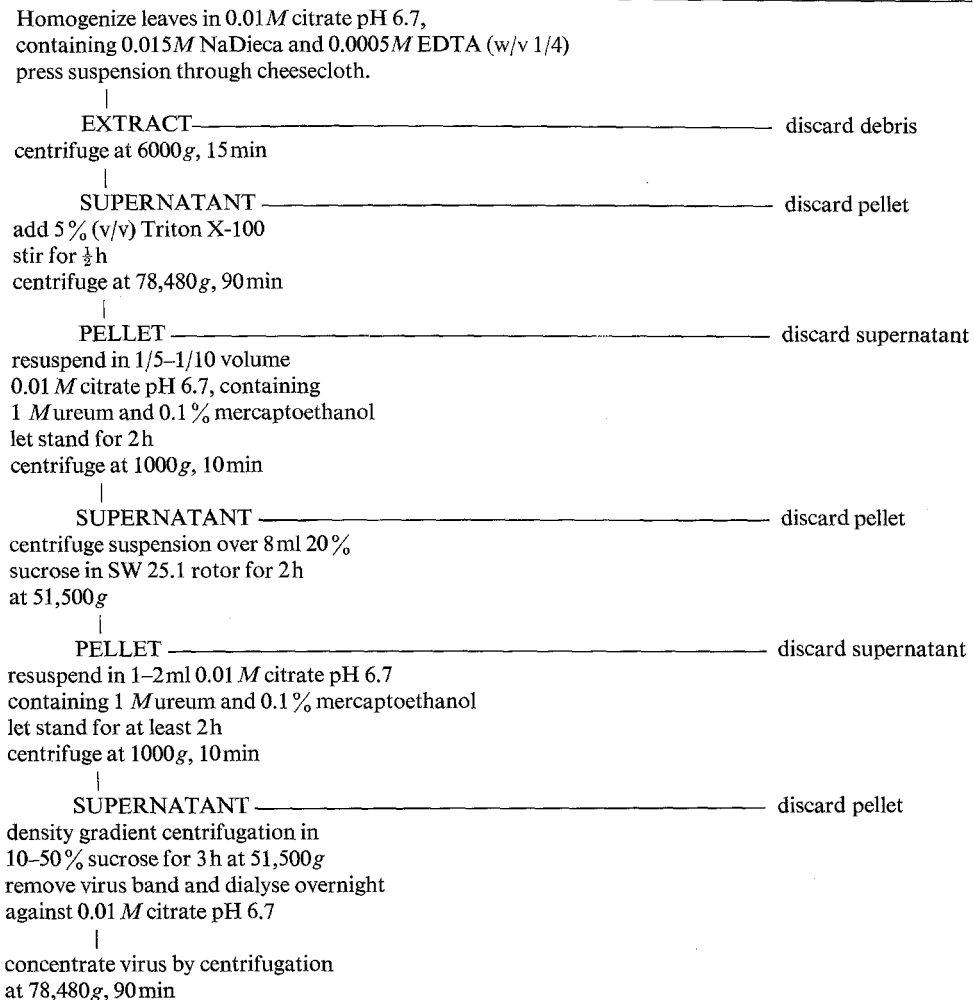 Homogenize leaves in 0.01 M citrate pH 6.7,
containing 0.015 M NaDieca and 0.0005 M EDTA (w/v 1/4)
press suspension through cheesecloth.
EXTRACT discard debris
centrifuge at 6000g, 15 min
SUPERNATANT discard pellet
add 5% (v/v) Triton X-100
stir for ½ h
centrifuge at 78,480g, 90 min
PELLET discard supernatant
resuspend in 1/5–1/10 volume
0.01 M citrate pH 6.7, containing
1 M ureum and 0.1% mercaptoethanol
let stand for 2 h
centrifuge at 1000g, 10 min
SUPERNATANT discard pellet
centrifuge suspension over 8 ml 20%
sucrose in SW 25.1 rotor for 2 h
at 51,500g
PELLET discard supernatant
resuspend in 1–2 ml 0.01 M citrate pH 6.7
containing 1 M ureum and 0.1% mercaptoethanol
let stand for at least 2 h
centrifuge at 1000g, 10 min
SUPERNATANT discard pellet
density gradient centrifugation in
10–50% sucrose for 3 h at 51,500g
remove virus band and dialyse overnight
against 0.01 M citrate pH 6.7
concentrate virus by centrifugation
at 78,480g, 90 min